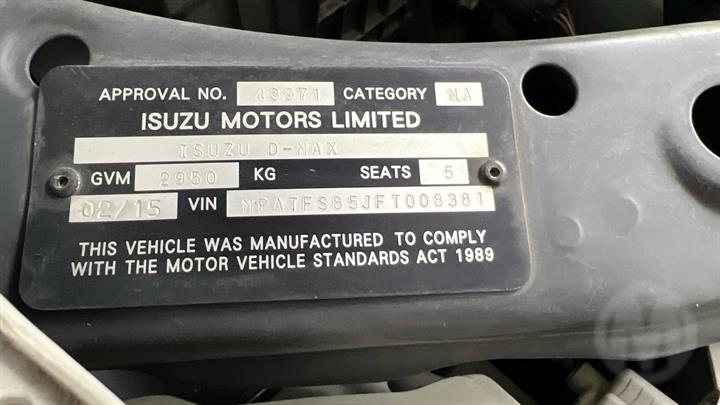 APPROVAL NO. 43971 CATEGORY NA
ISUZU MOTORS LIMITED
ISUZU D-MAX
GVM 2950 KG SEATS 5
02/15 VIN MPATFS85JFT008381
THIS VEHICLE WAS MANUFACTURED TO COMPLY
WITH THE MOTOR VEHICLE STANDARDS ACT 1989